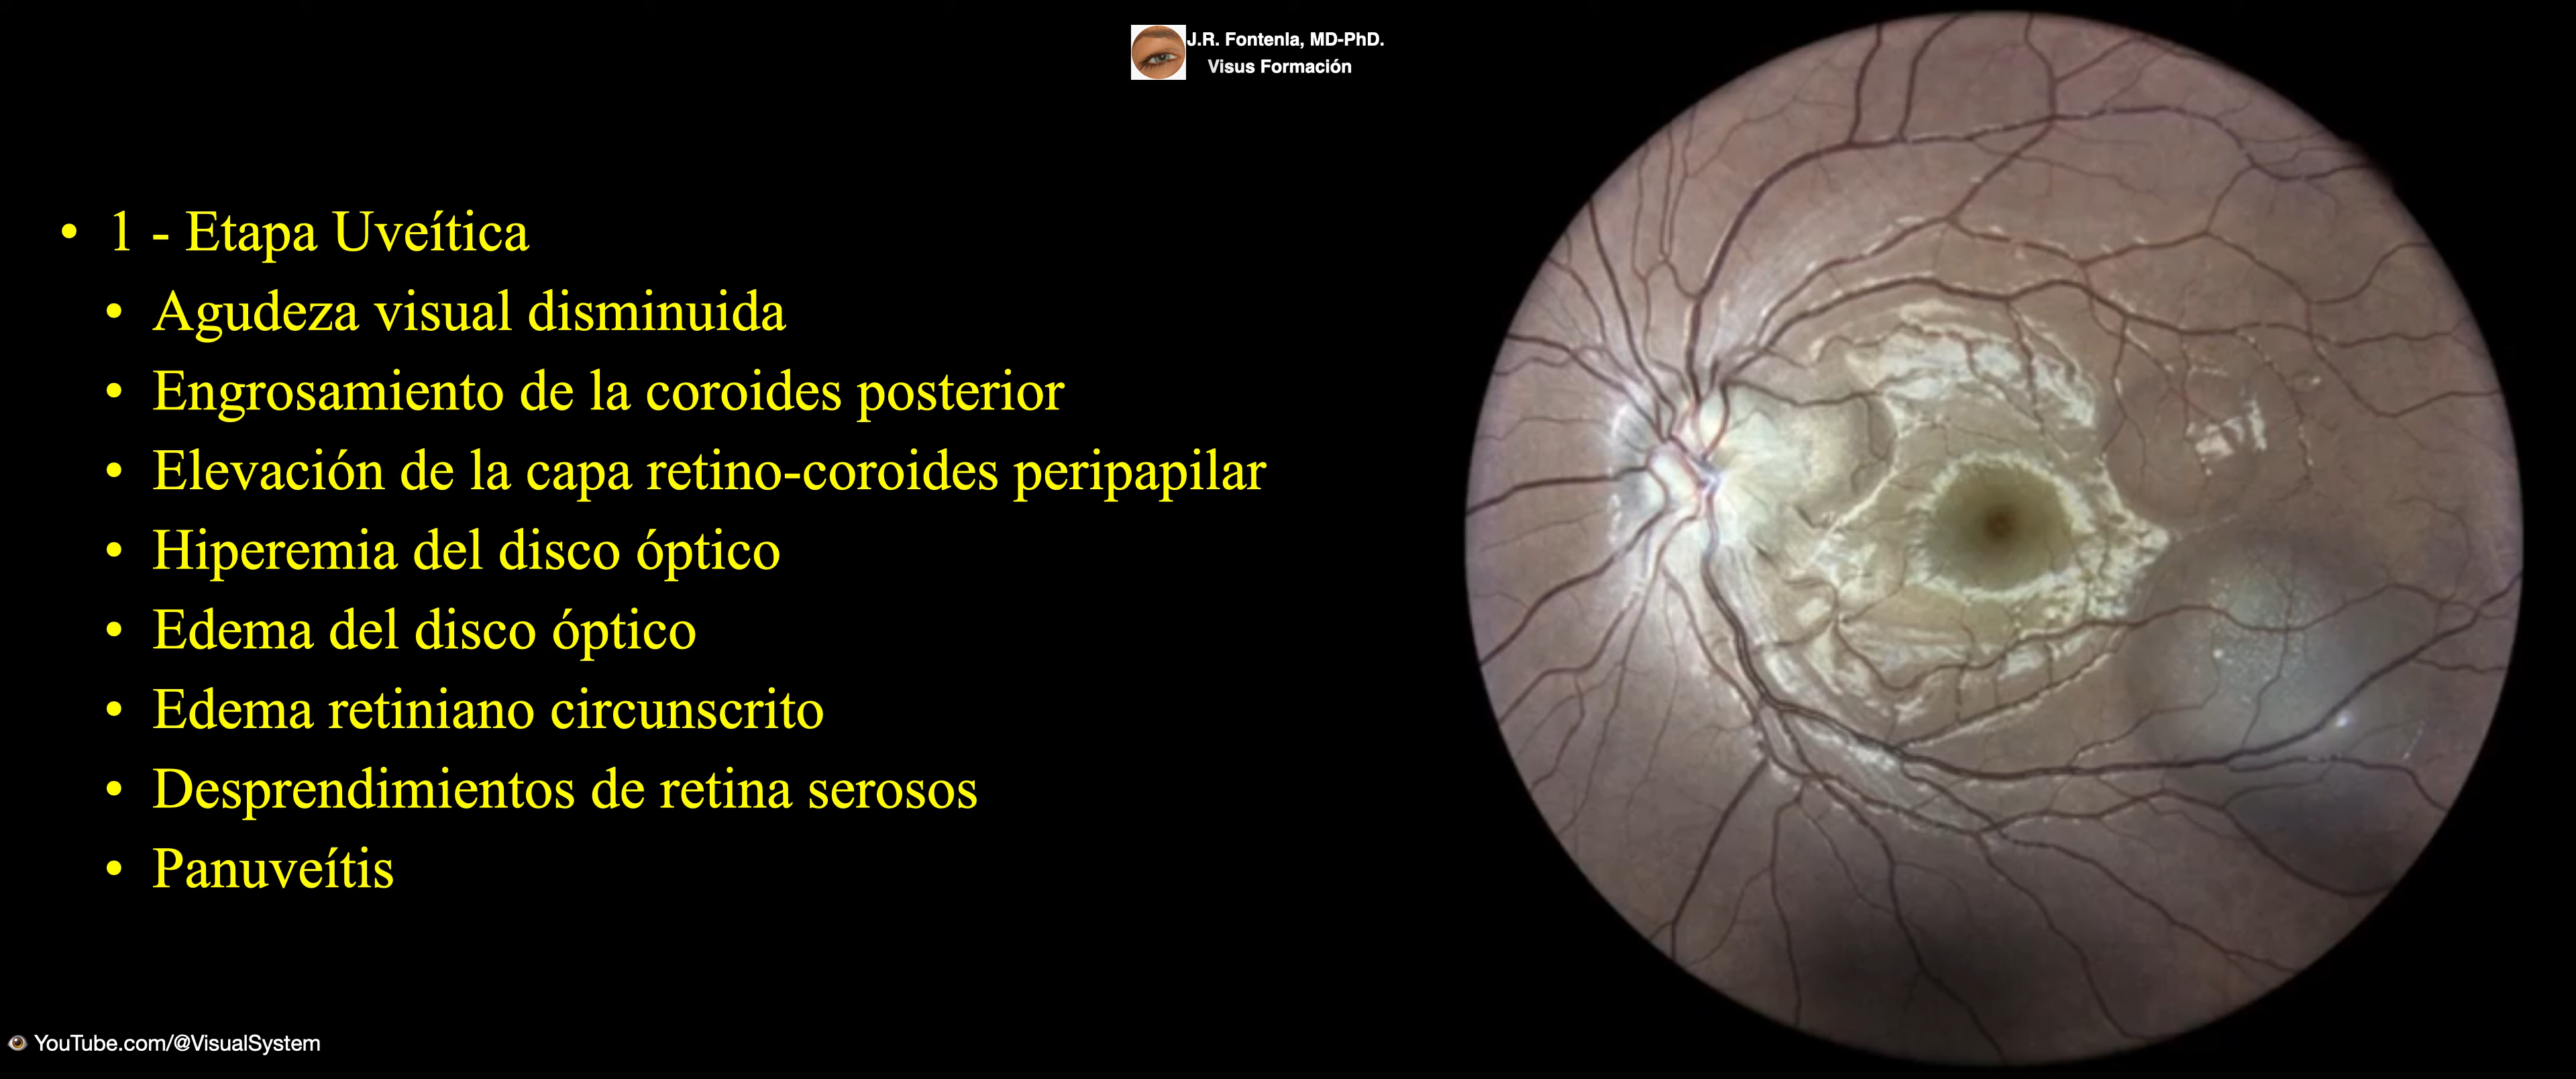 J.R. Fontenla, MD-PhD.
Visus Formación
• 1 - Etapa Uveítica
• Agudeza visual disminuida
• Engrosamiento de la coroides posterior
• Elevación de la capa retino-coroides peripapilar
• Hiperemia del disco óptico
• Edema del disco óptico
• Edema retiniano circunscrito
• Desprendimientos de retina serosos
• Panuveítis
YouTube.com/@VisualSystem